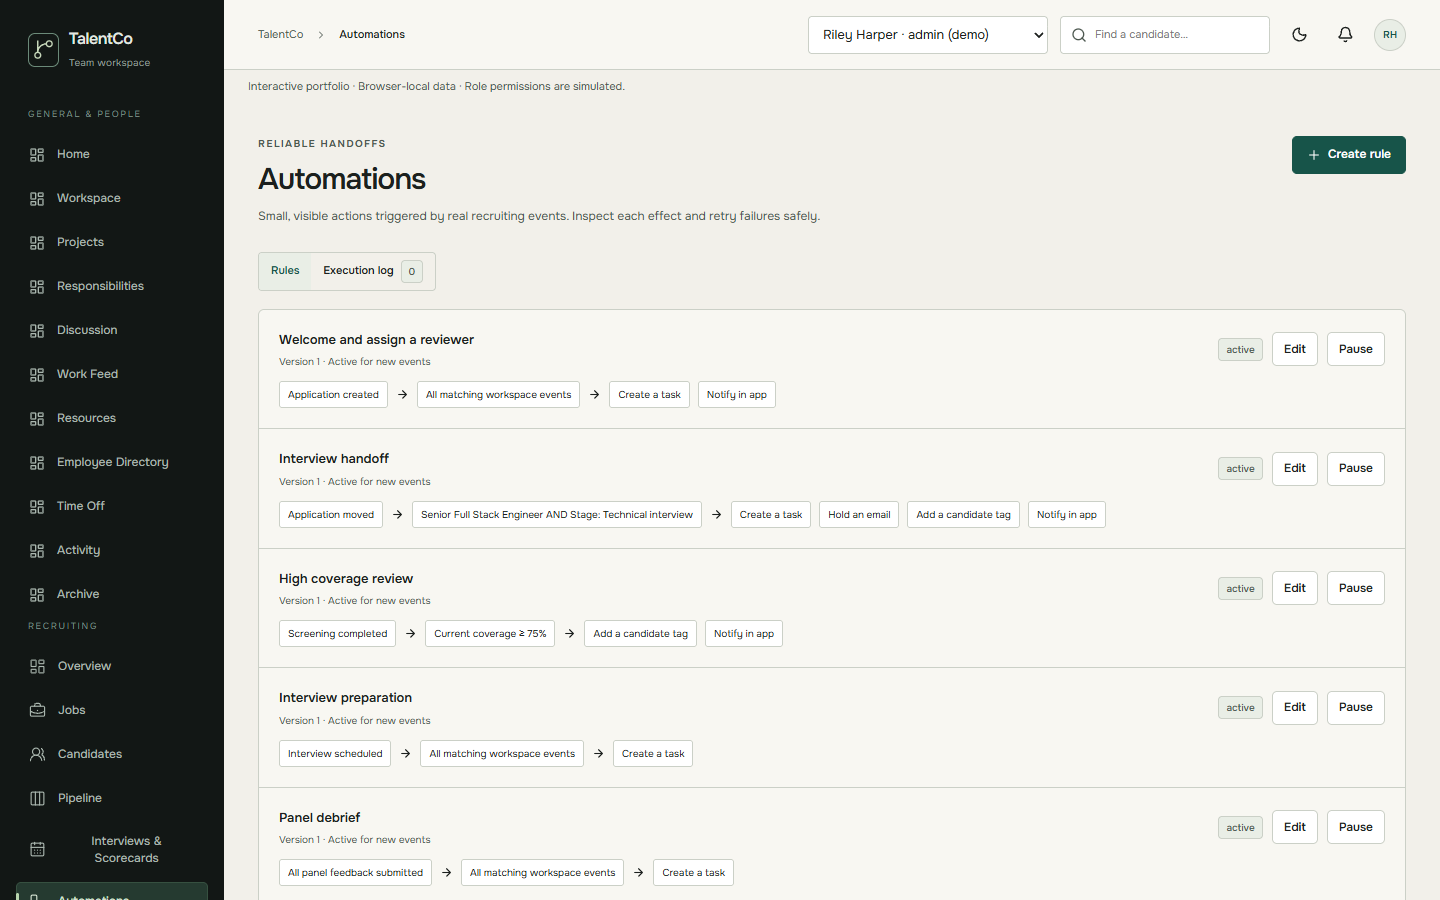 TalentCo
Team workspace
GENERAL & PEOPLE
Home
Workspace
Projects
Responsibilities
Discussion
Work Feed
Resources
Employee Directory
Time Off
Activity
Archive
RECRUITING
Overview
Jobs
Candidates
Pipeline
Interviews &
Scorecards
Automations
TalentCo > Automations
Riley Harper · admin (demo)
Find a candidate...
RH
Interactive portfolio · Browser-local data · Role permissions are simulated.
RELIABLE HANDOFFS
Automations
Small, visible actions triggered by real recruiting events. Inspect each effect and retry failures safely.
+ Create rule
Rules Execution log 0
Welcome and assign a reviewer
Version 1 · Active for new events
Application created → All matching workspace events → Create a task Notify in app
active Edit Pause
Interview handoff
Version 1 · Active for new events
Application moved → Senior Full Stack Engineer AND Stage: Technical interview → Create a task Hold an email Add a candidate tag Notify in app
active Edit Pause
High coverage review
Version 1 · Active for new events
Screening completed → Current coverage ≥ 75% → Add a candidate tag Notify in app
active Edit Pause
Interview preparation
Version 1 · Active for new events
Interview scheduled → All matching workspace events → Create a task
active Edit Pause
Panel debrief
Version 1 · Active for new events
All panel feedback submitted → All matching workspace events → Create a task
active Edit Pause